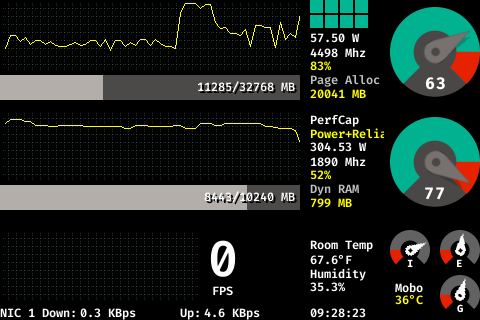 57.50 W
4498 Mhz
83%
11285/32768 MB
Page Alloc
20041 MB
63
PerfCap
Power+Relia
304.53 W
1890 Mhz
52%
8443/10240 MB
Dyn RAM
799 MB
77
0
FPS
Room Temp
67.6°F
Humidity
35.3%
I
E
Mobo
36°C
G
NIC 1 Down: 0.3 KBps
Up: 4.6 KBps
09:28:23